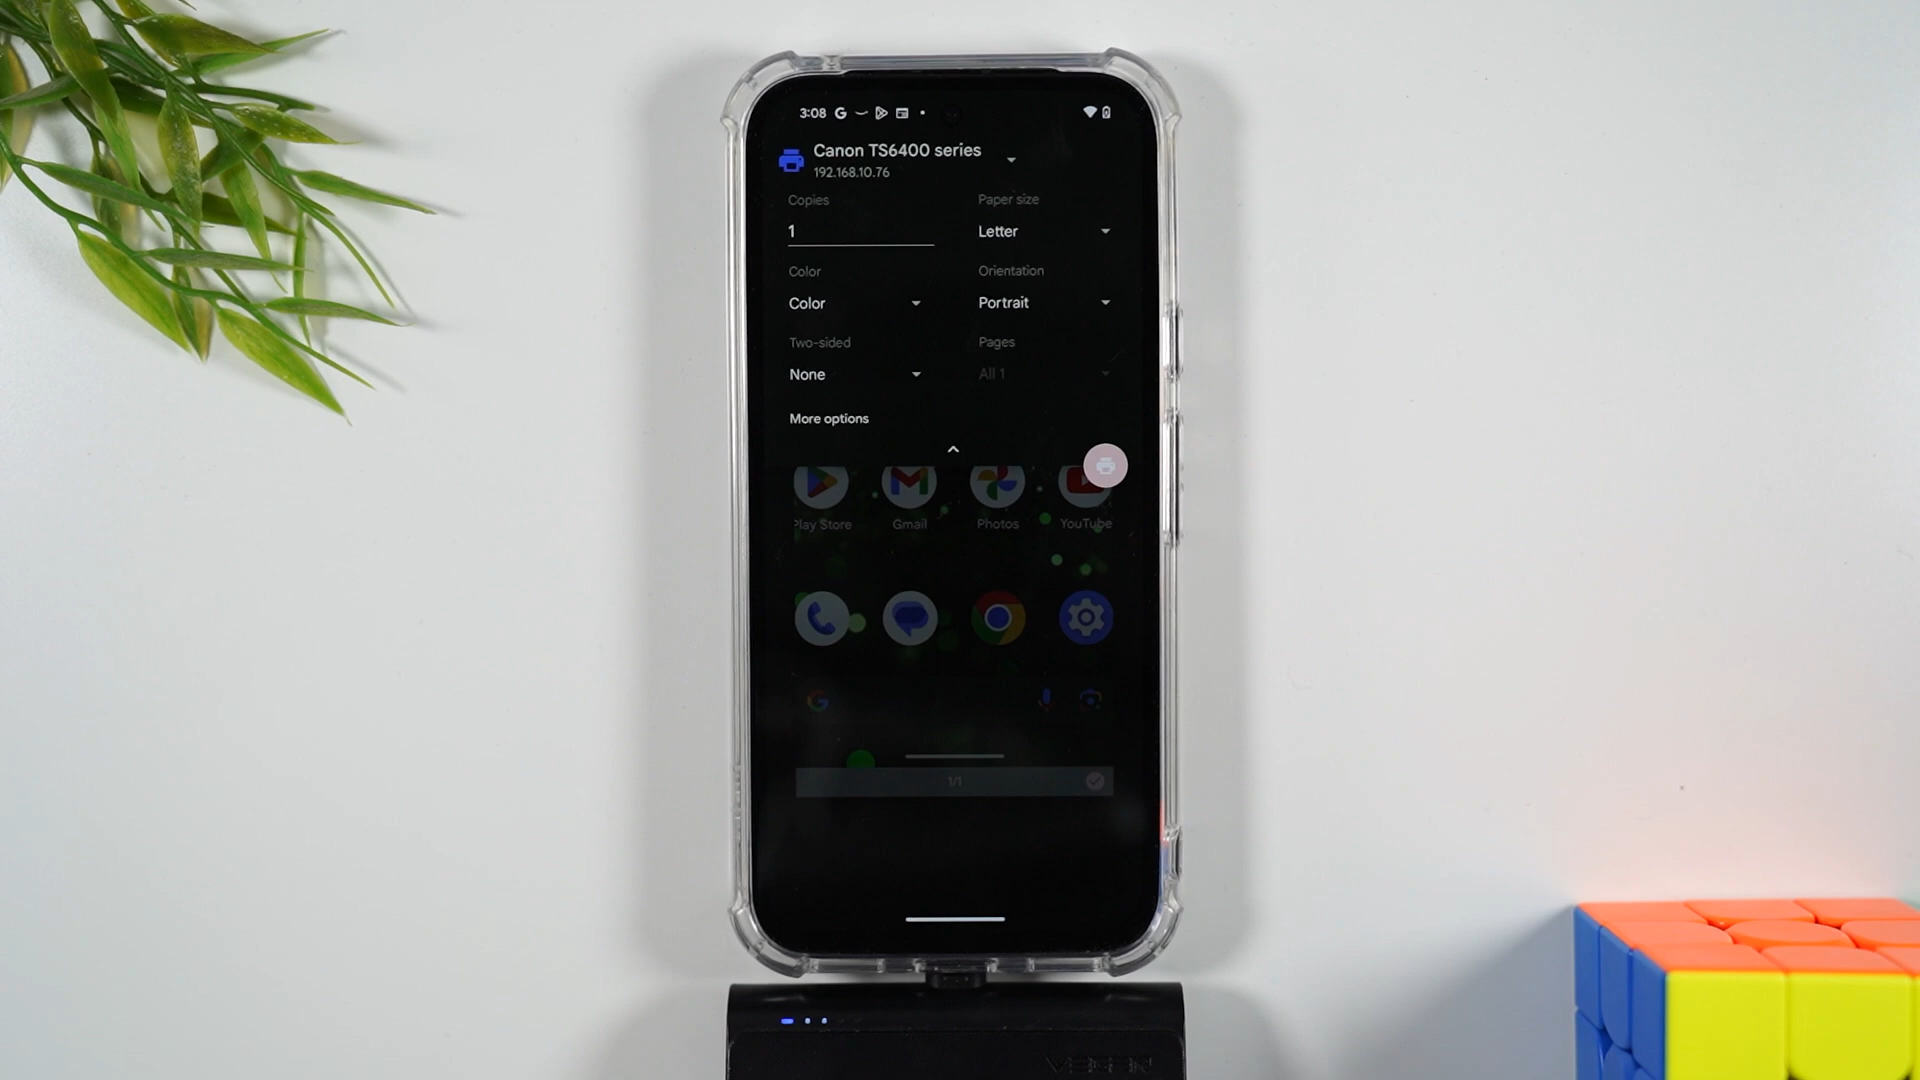 3:08
Canon TS6400 series
192.168.10.76
Copies Paper size
1 Letter
Color Orientation
Color Portrait
Two-sided Pages
None All 1
More options
Play Store Gmail Photos YouTube
1/1